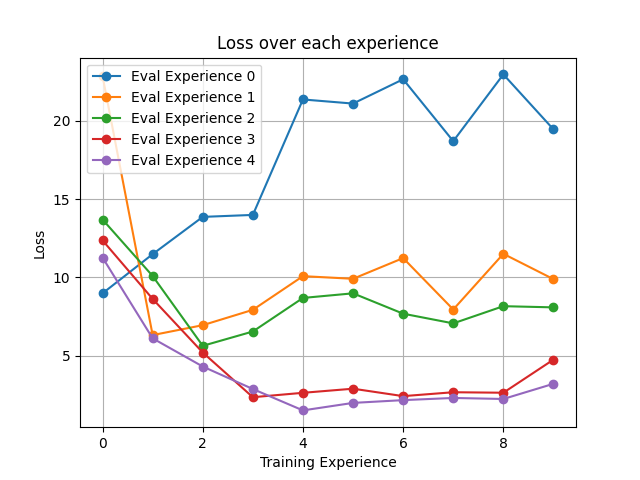 Loss over each experience
Eval Experience 0
Eval Experience 1
Eval Experience 2
Eval Experience 3
Eval Experience 4
20
15
10
5
Loss
0 2 4 6 8
Training Experience